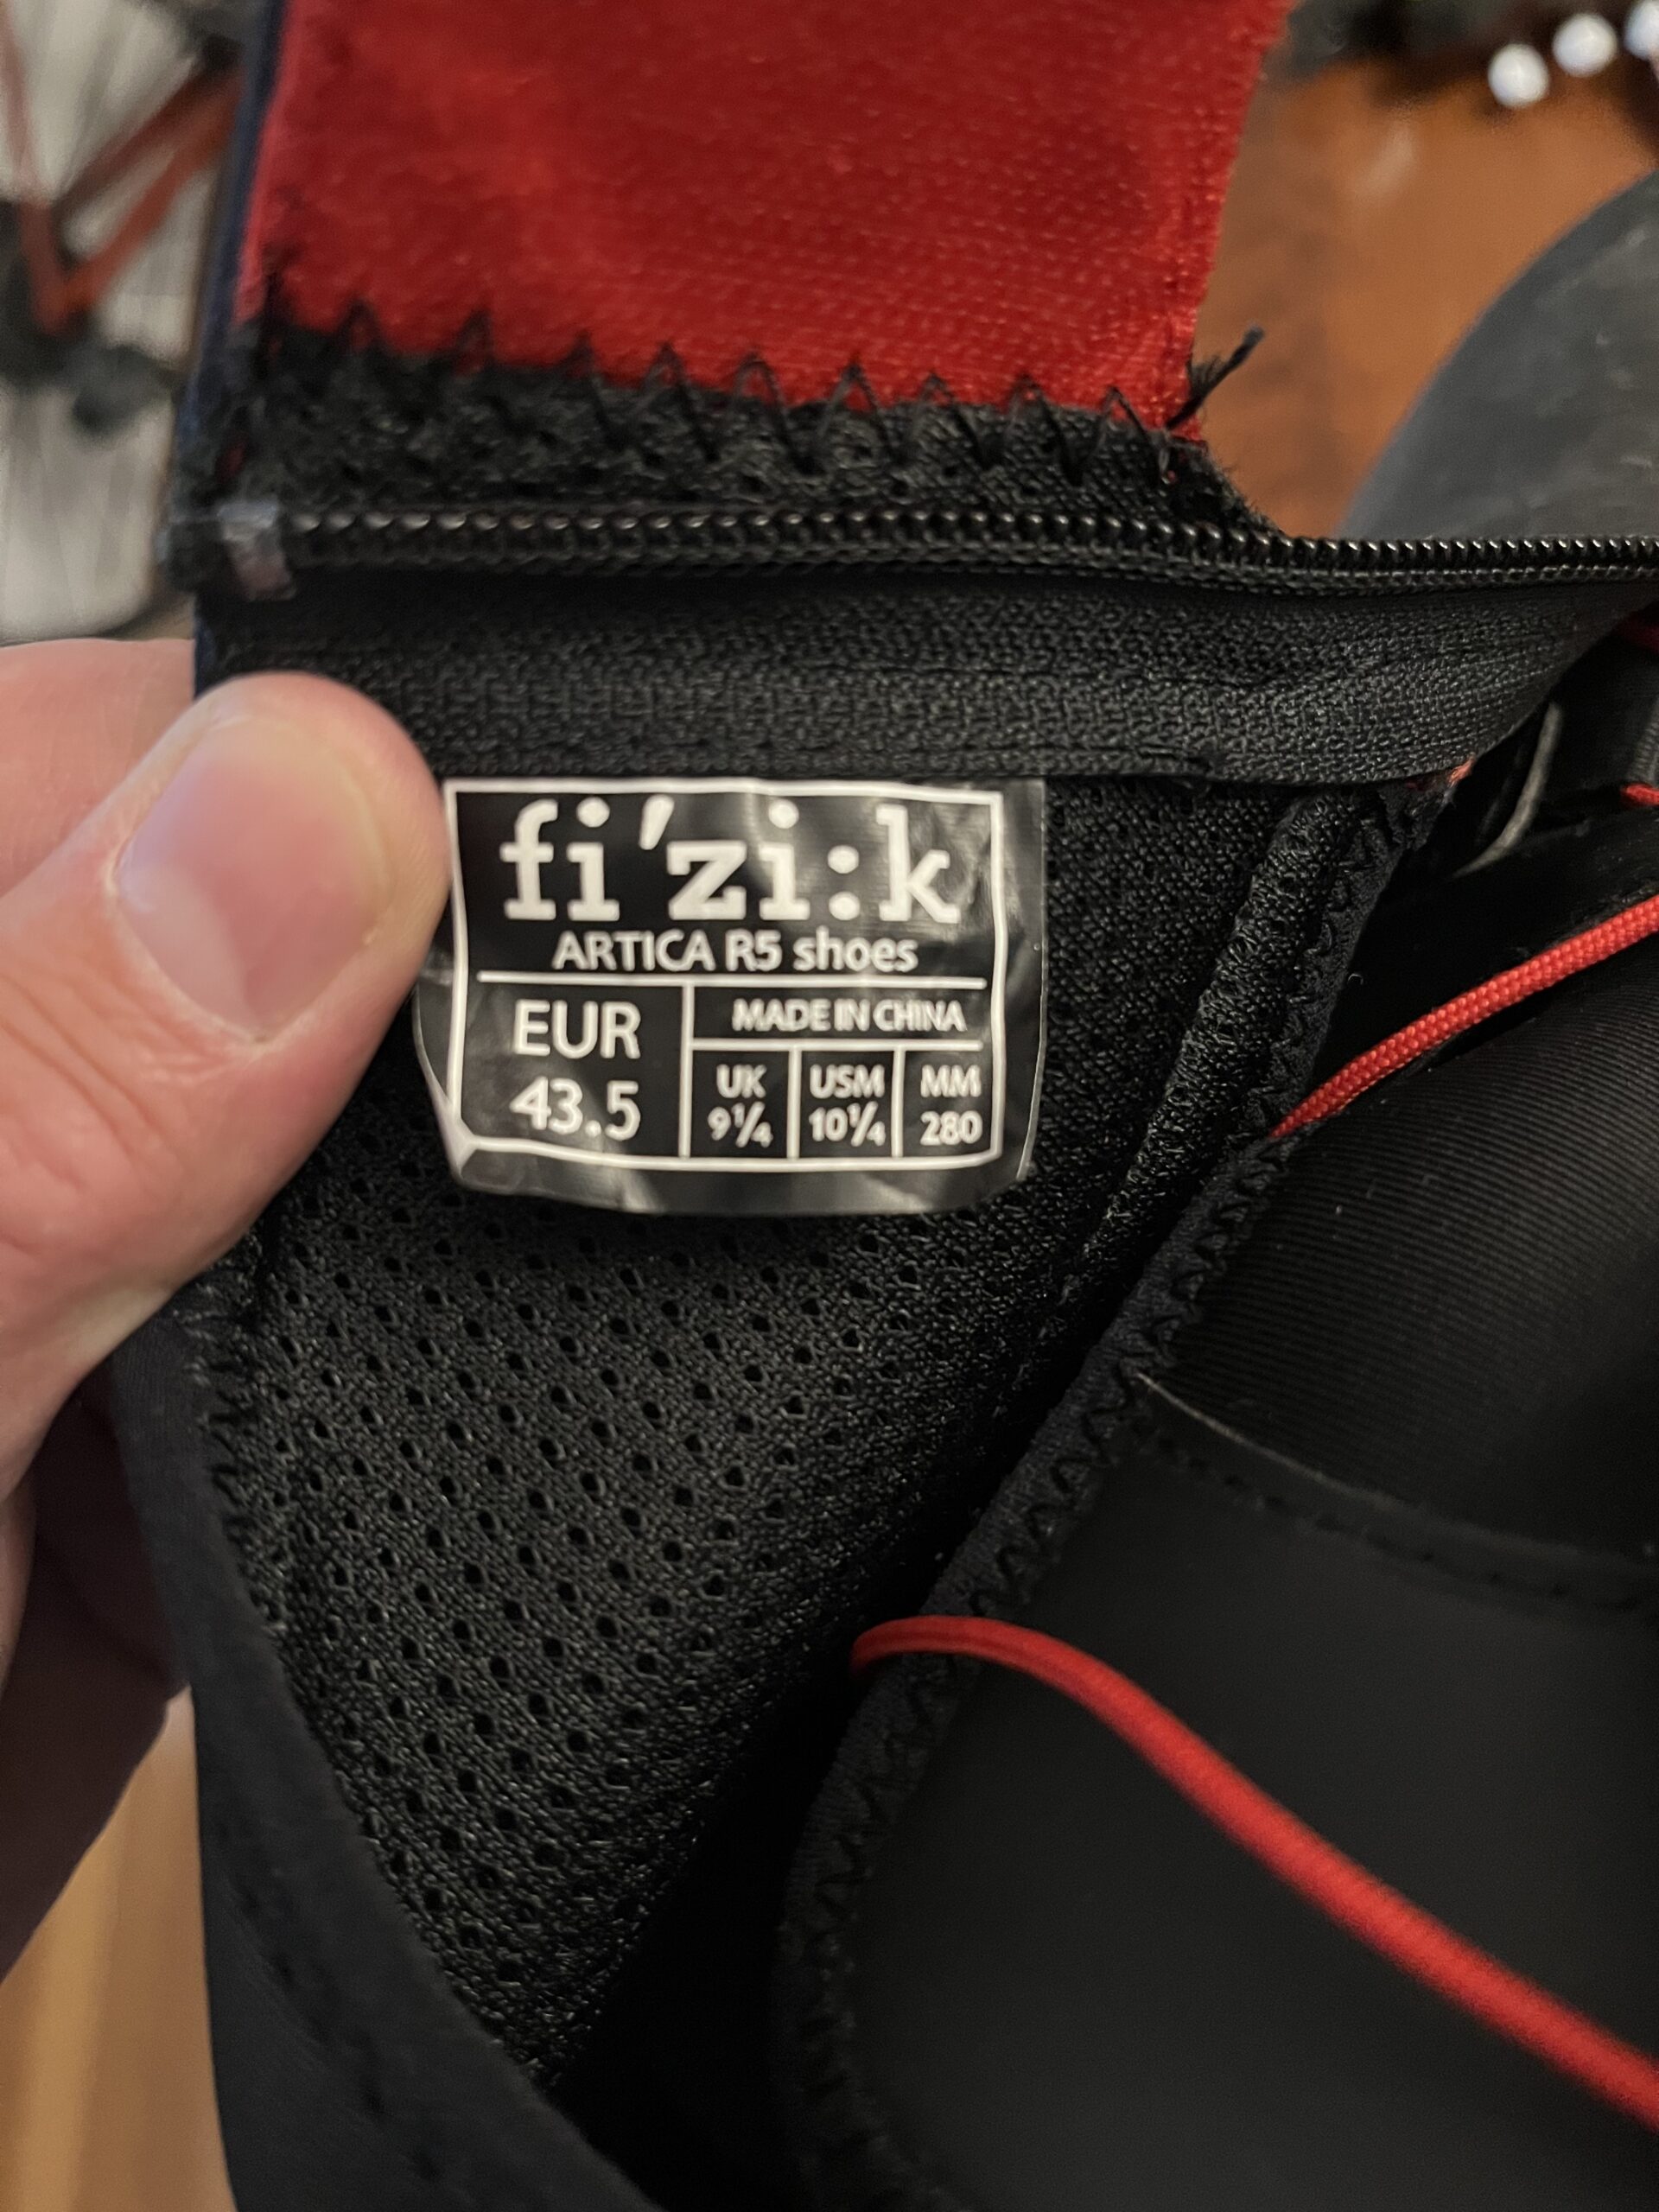 fi'zi:k
ARTICA R5 shoes
EUR
43.5
MADE IN CHINA
UK
9¼
USM
10¼
MM
280